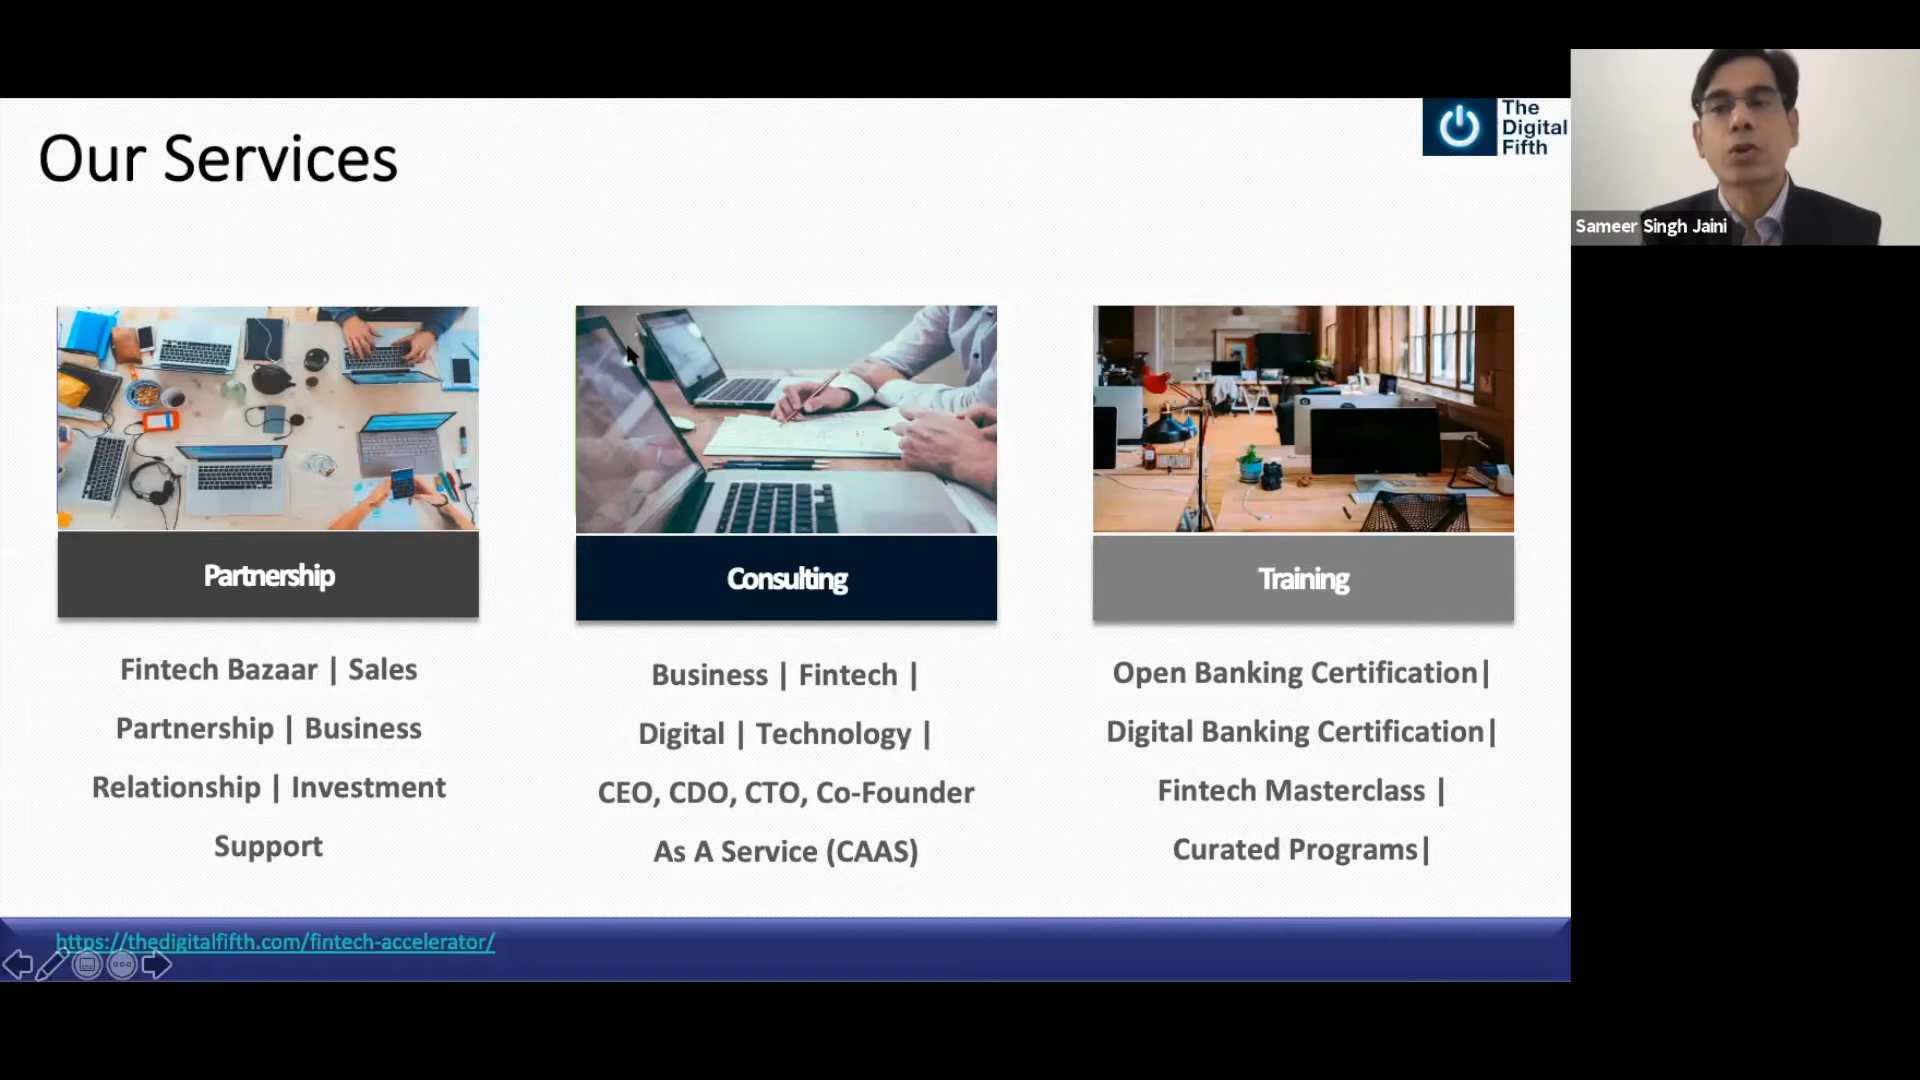 Our Services
The
Digital
Fifth
Sameer Singh Jaini
Partnership
Fintech Bazaar | Sales
Partnership | Business
Relationship | Investment
Support
Consulting
Business | Fintech |
Digital | Technology |
CEO, CDO, CTO, Co-Founder
As A Service (CAAS)
Training
Open Banking Certification|
Digital Banking Certification|
Fintech Masterclass |
Curated Programs|
https://thedigitalfifth.com/fintech-accelerator/